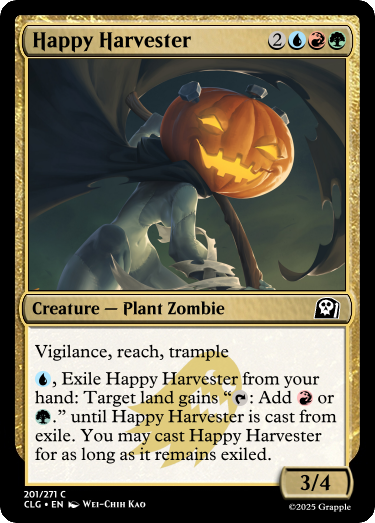 Happy Harvester 2
Creature — Plant Zombie
Vigilance, reach, trample
, Exile Happy Harvester from your
hand: Target land gains “: Add or
.” until Happy Harvester is cast from
exile. You may cast Happy Harvester
for as long as it remains exiled.
3/4
201/271 C
CLG • EN Wei-Chih Kao
©2025 Grapple